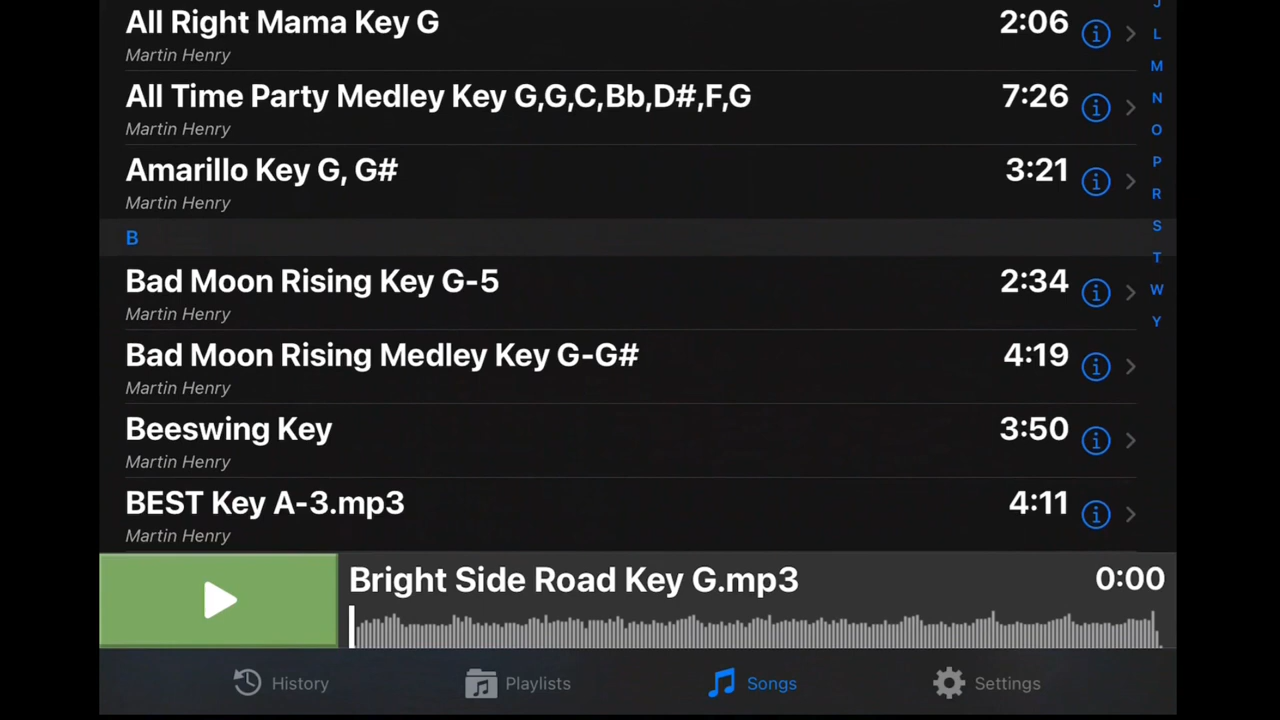 All Right Mama Key G 2:06
Martin Henry
All Time Party Medley Key G,G,C,Bb,D#,F,G 7:26
Martin Henry
Amarillo Key G, G# 3:21
Martin Henry
B
Bad Moon Rising Key G-5 2:34
Martin Henry
Bad Moon Rising Medley Key G-G# 4:19
Martin Henry
Beeswing Key 3:50
Martin Henry
BEST Key A-3.mp3 4:11
Martin Henry
J
L
M
N
O
P
R
S
T
W
Y
Bright Side Road Key G.mp3 0:00
History Playlists Songs Settings